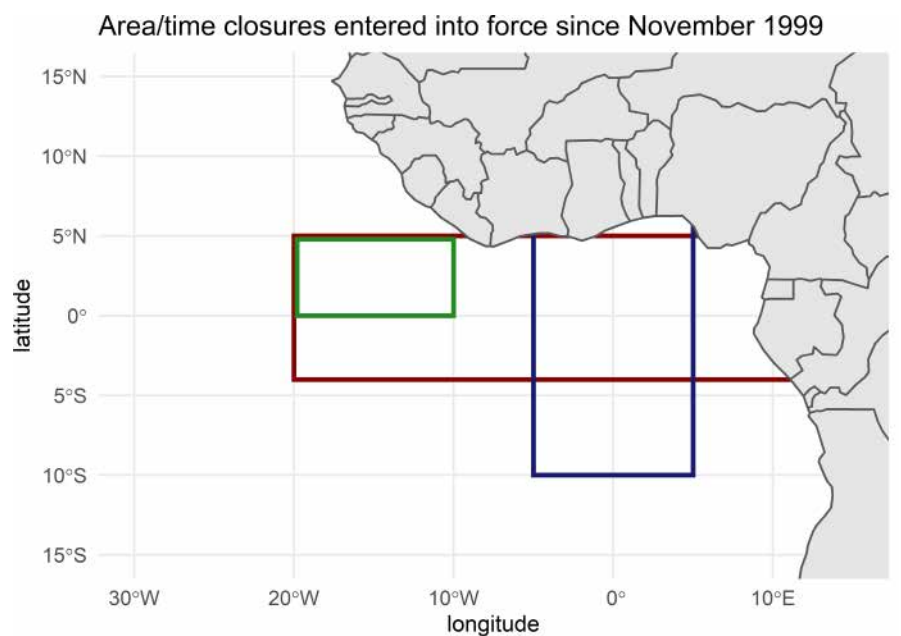 Area/time closures entered into force since November 1999
15°N
10°N
5°N
0°
5°S
10°S
15°S
latitude
30°W
20°W
10°W
0°
10°E
longitude